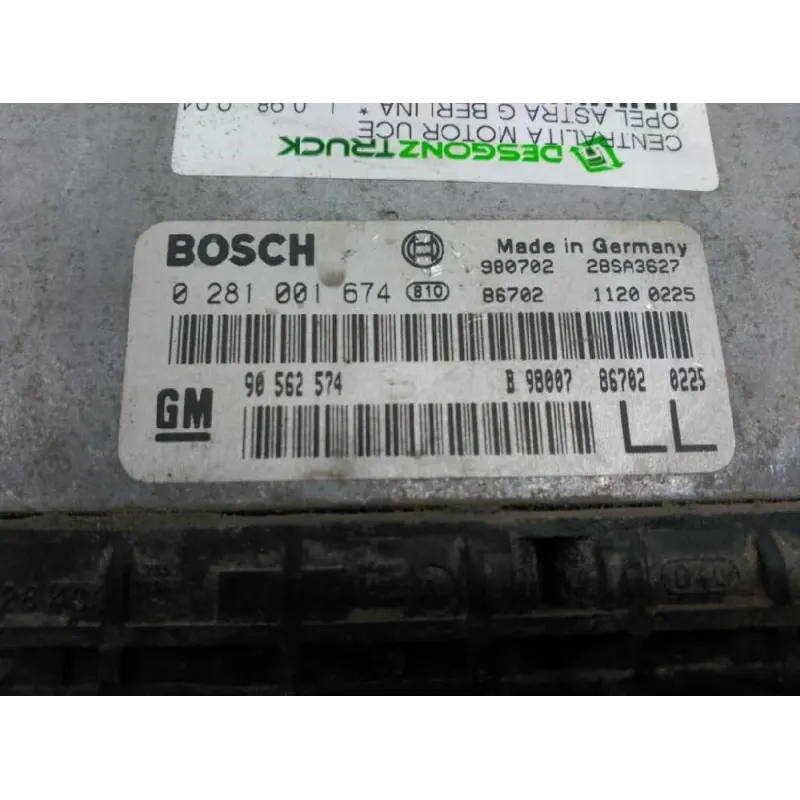 CENTRALITA MOTOR UCE
OPEL ASTRA G BERLINA *
DESGONZTRUCK
BOSCH
Made in Germany
980702 28SA3627
0 281 001 674 810 86702 1120 0225
90 562 574 B 98007 86702 0225
GM
LL